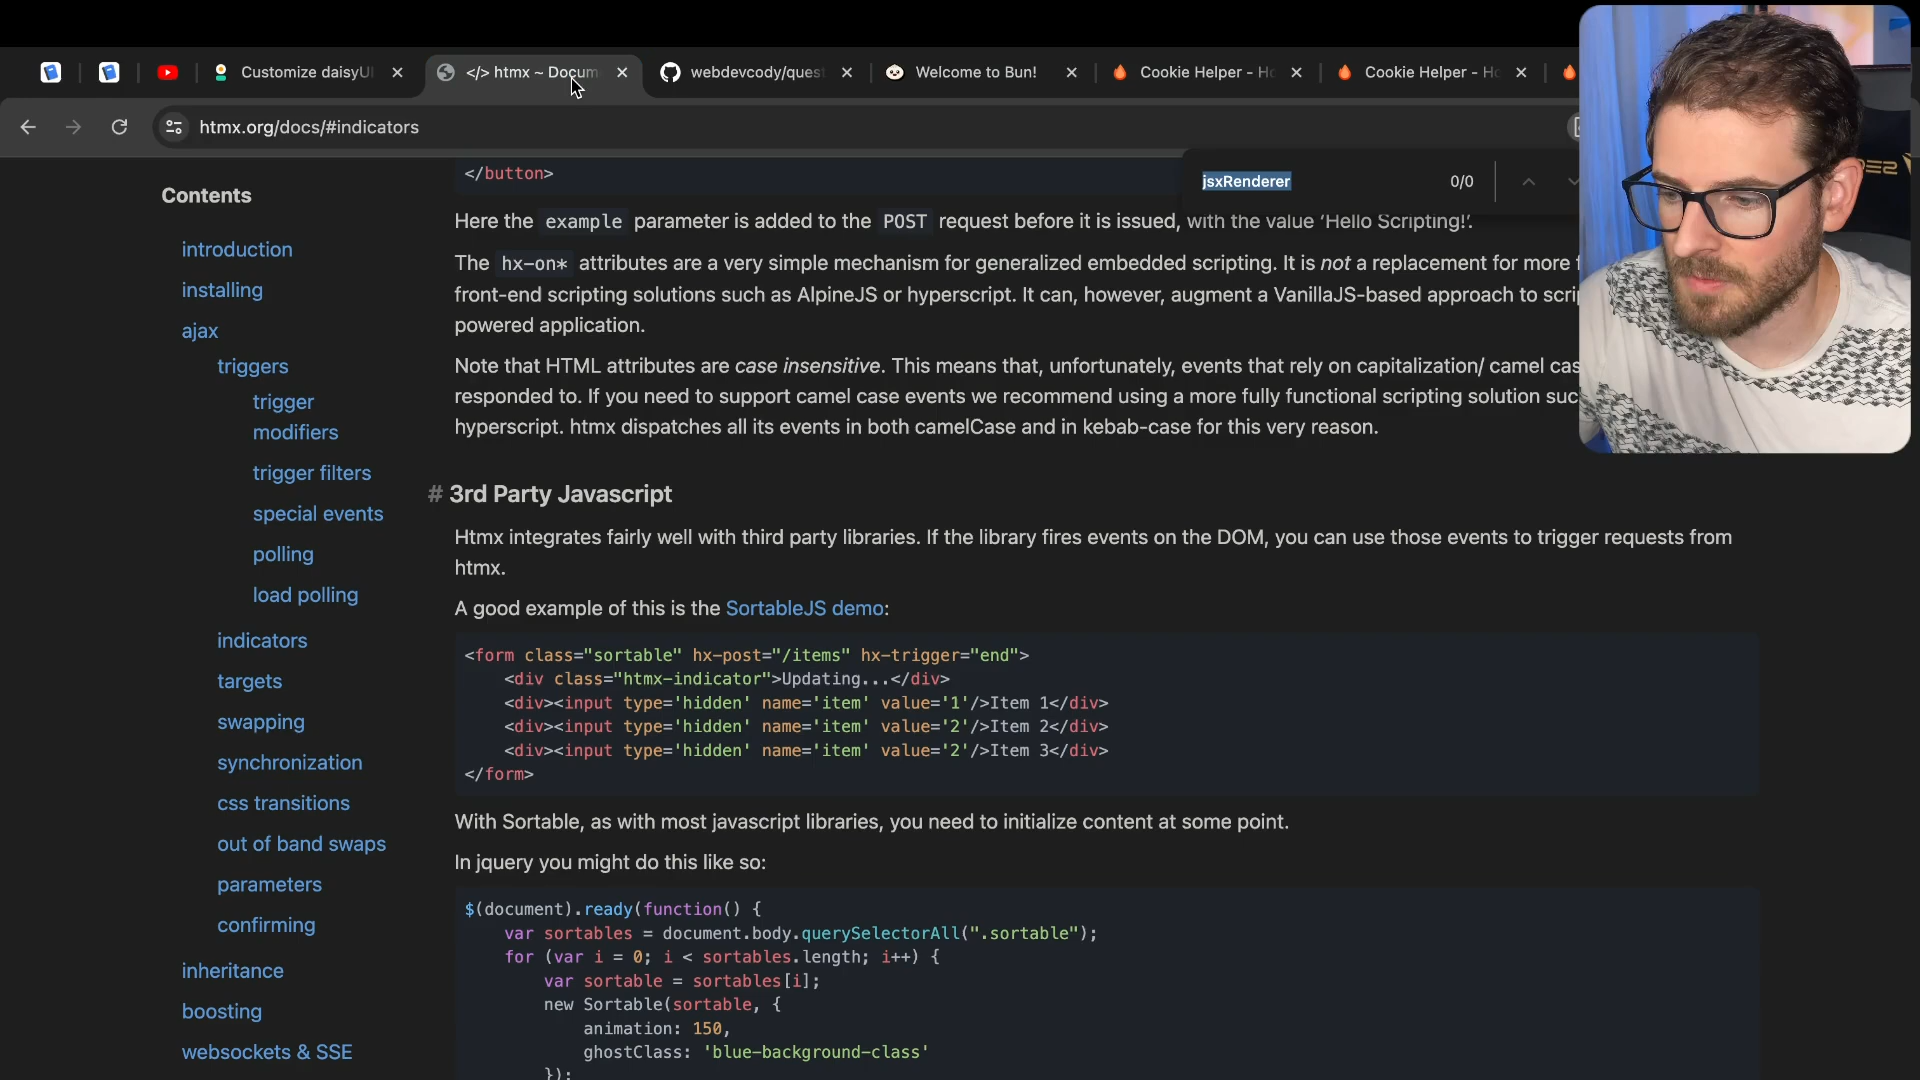 Customize daisyU
</> htmx ~ Docum
webdevcody/ques
Welcome to Bun!
Cookie Helper - Ho
Cookie Helper - H
htmx.org/docs/#indicators
jsxRenderer
0/0
Contents
introduction
installing
ajax
triggers
trigger
modifiers
trigger filters
special events
polling
load polling
indicators
targets
swapping
synchronization
css transitions
out of band swaps
parameters
confirming
inheritance
boosting
websockets & SSE
</button>
Here the example parameter is added to the POST request before it is issued, with the value 'Hello Scripting!'.
The hx-on* attributes are a very simple mechanism for generalized embedded scripting. It is not a replacement for more f
front-end scripting solutions such as AlpineJS or hyperscript. It can, however, augment a VanillaJS-based approach to scri
powered application.
Note that HTML attributes are case insensitive. This means that, unfortunately, events that rely on capitalization/ camel cas
responded to. If you need to support camel case events we recommend using a more fully functional scripting solution suc
hyperscript. htmx dispatches all its events in both camelCase and in kebab-case for this very reason.
# 3rd Party Javascript
Htmx integrates fairly well with third party libraries. If the library fires events on the DOM, you can use those events to trigger requests from
htmx.
A good example of this is the SortableJS demo:
<form class="sortable" hx-post="/items" hx-trigger="end">
<div class="htmx-indicator">Updating...</div>
<div><input type='hidden' name='item' value='1'/>Item 1</div>
<div><input type='hidden' name='item' value='2'/>Item 2</div>
<div><input type='hidden' name='item' value='2'/>Item 3</div>
</form>
With Sortable, as with most javascript libraries, you need to initialize content at some point.
In jquery you might do this like so:
$(document).ready(function() {
var sortables = document.body.querySelectorAll(".sortable");
for (var i = 0; i < sortables.length; i++) {
var sortable = sortables[i];
new Sortable(sortable, {
animation: 150,
ghostClass: 'blue-background-class'
});